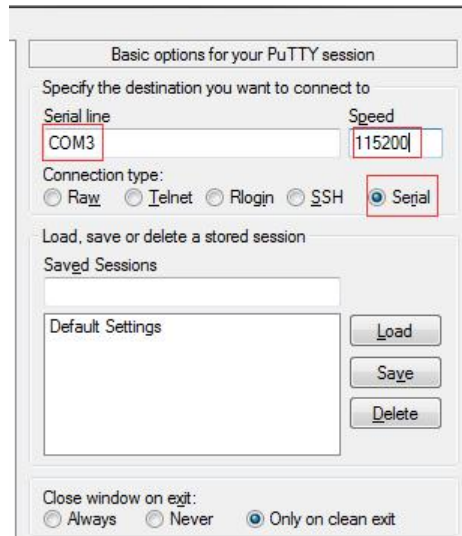 Basic options for your PuTTY session
Specify the destination you want to connect to
Serial line Speed
COM3 115200
Connection type:
Raw Telnet Rlogin SSH Serial
Load, save or delete a stored session
Saved Sessions
Default Settings
Load
Save
Delete
Close window on exit:
Always Never Only on clean exit